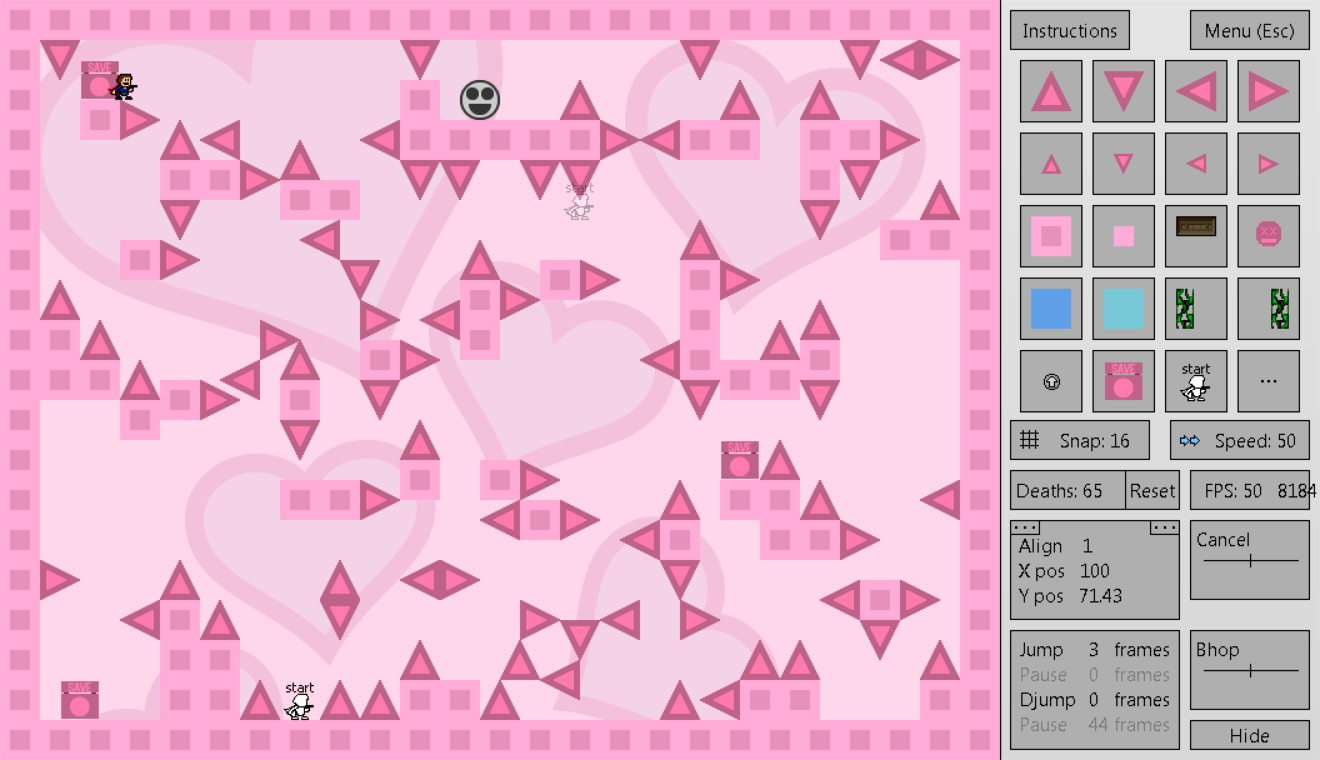 Instructions
Menu (Esc)
SAVE
start
SAVE
start
...
Snap: 16
Speed: 50
SAVE
Deaths: 65
Reset
FPS: 50 8184
Align 1
X pos 100
Y pos 71.43
Cancel
Jump 3 frames
Pause 0 frames
Djump 0 frames
Pause 44 frames
Bhop
SAVE
start
Hide